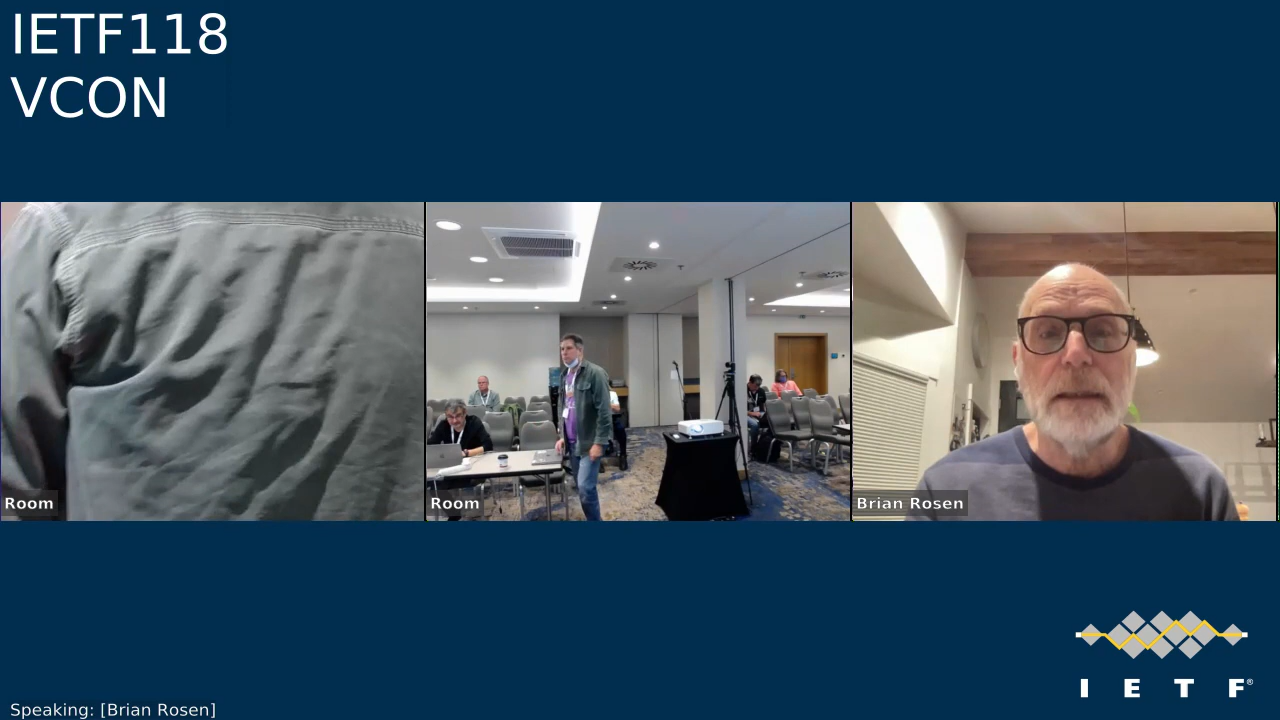 IETF118
VCON
Room
Room
Brian Rosen
I E T F®
Speaking: [Brian Rosen]